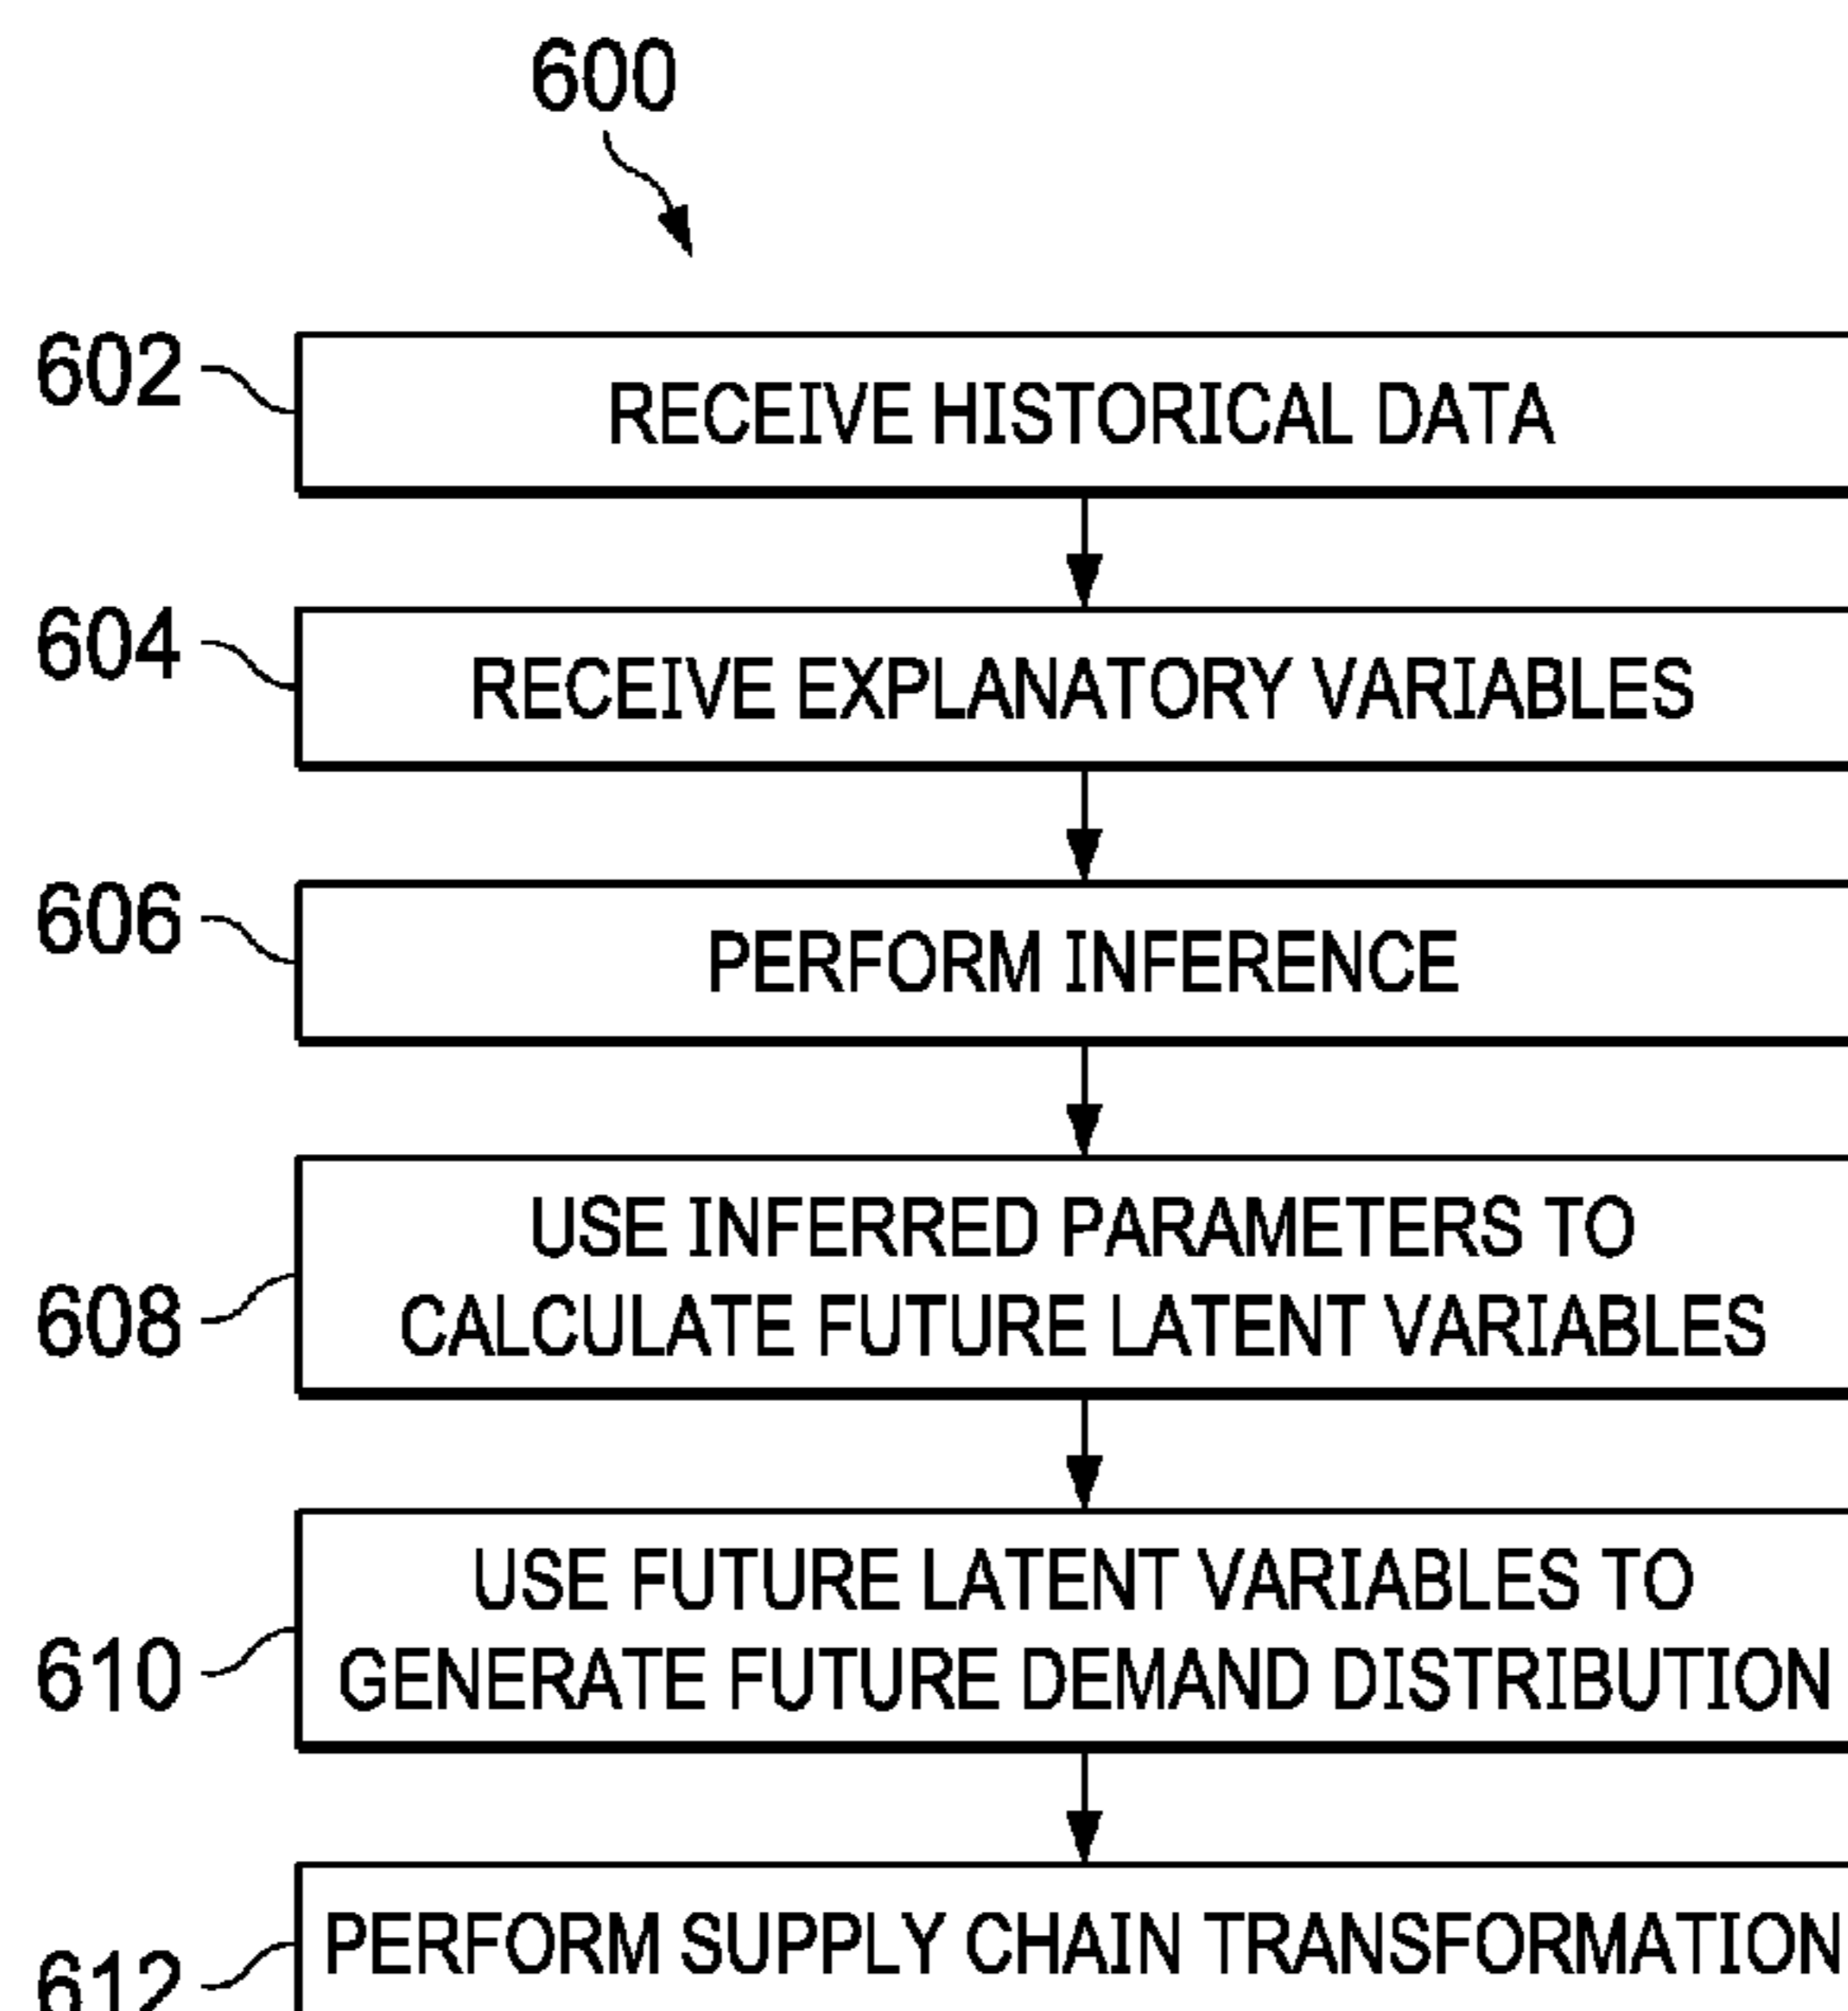 600
602
RECEIVE HISTORICAL DATA
604
RECEIVE EXPLANATORY VARIABLES
606
PERFORM INFERENCE
USE INFERRED PARAMETERS TO
608
CALCULATE FUTURE LATENT VARIABLES
USE FUTURE LATENT VARIABLES TO
610
GENERATE FUTURE DEMAND DISTRIBUTION
PERFORM SUPPLY CHAIN TRANSFORMATION
612